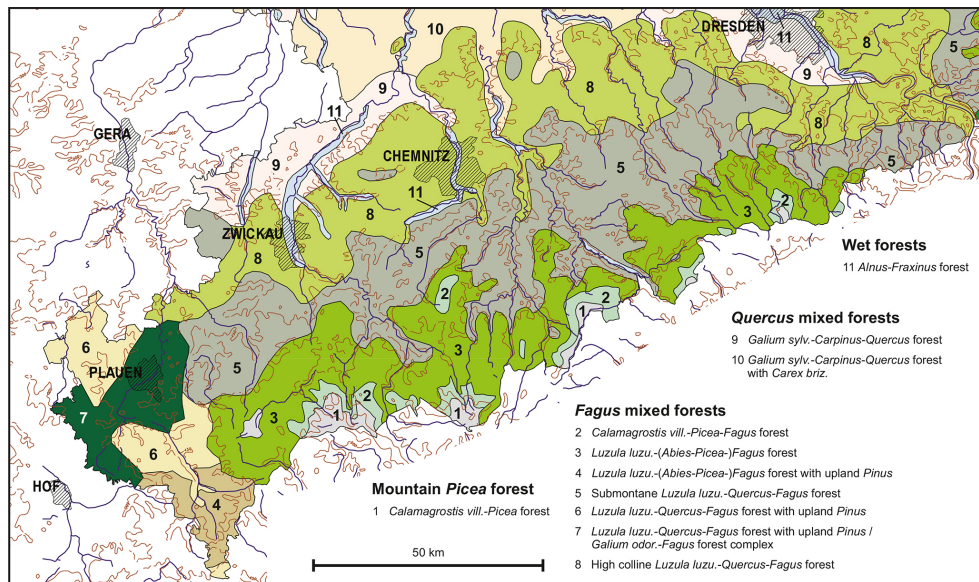 10
DRESDEN
11
8
5
9
9
11
8
8
GERA
CHEMNITZ
5
5
9
11
3
2
8
ZWICKAU
5
8
2
2
1
6
3
PLAUEN
5
7
3
1
2
1
6
HOF
4
Wet forests
11 Alnus-Fraxinus forest
Quercus mixed forests
9 Galium sylv.-Carpinus-Quercus forest
10 Galium sylv.-Carpinus-Quercus forest
with Carex briz.
Fagus mixed forests
2 Calamagrostis vill.-Picea-Fagus forest
3 Luzula luzu.-(Abies-Picea-)Fagus forest
4 Luzula luzu.-(Abies-Picea-)Fagus forest with upland Pinus
5 Submontane Luzula luzu.-Quercus-Fagus forest
6 Luzula luzu.-Quercus-Fagus forest with upland Pinus
7 Luzula luzu.-Quercus-Fagus forest with upland Pinus /
Galium odor.-Fagus forest complex
8 High colline Luzula luzu.-Quercus-Fagus forest
Mountain Picea forest
1 Calamagrostis vill.-Picea forest
50 km